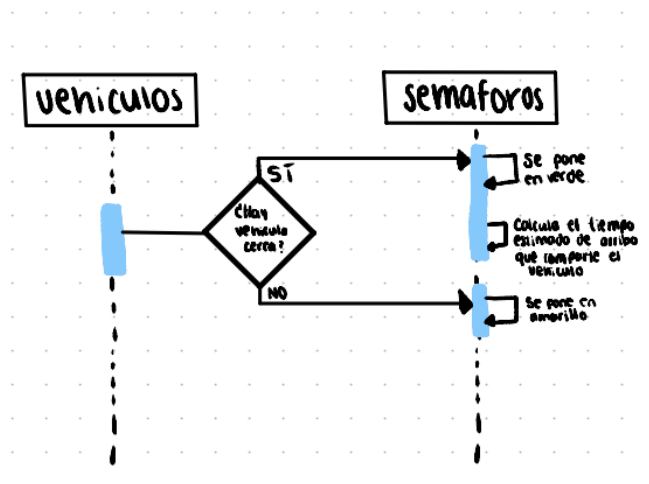 vehiculos
semaforos
SÍ
Se pone
en verde
¿Hay
vehiculo
cerca?
Calcula el tiempo
estimado de arribo
que comparte el
vehiculo
NO
Se pone en
amarillo